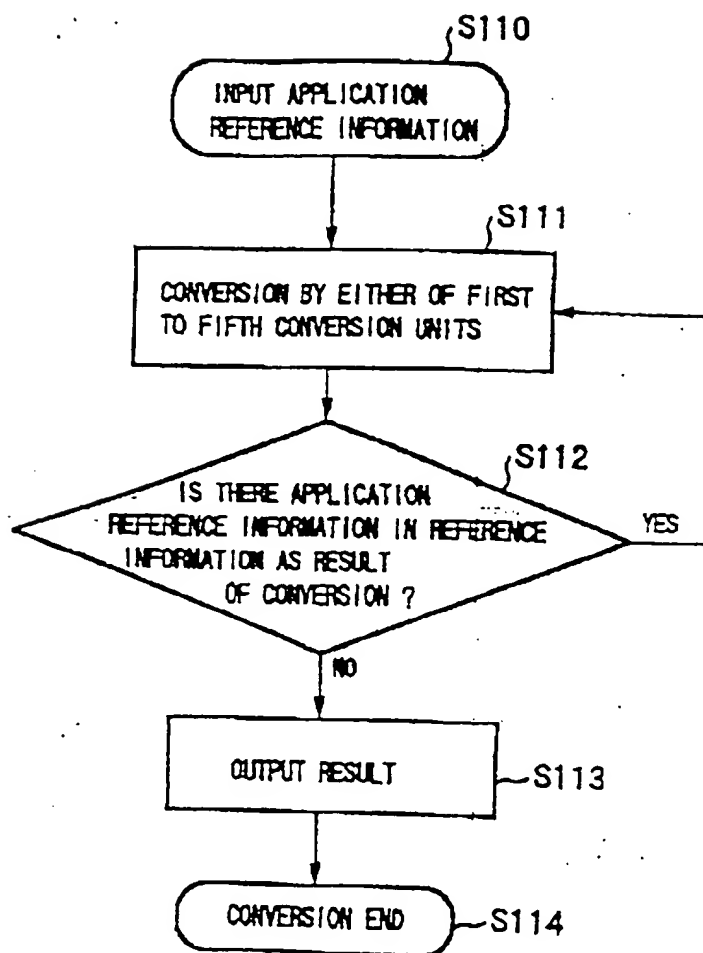 S110
INPUT APPLICATION
REFERENCE INFORMATION
S111
CONVERSION BY EITHER OF FIRST
TO FIFTH CONVERSION UNITS
S112
IS THERE APPLICATION
REFERENCE INFORMATION IN REFERENCE
INFORMATION AS RESULT
OF CONVERSION ?
YES
NO
OUTPUT RESULT
S113
CONVERSION END
S114